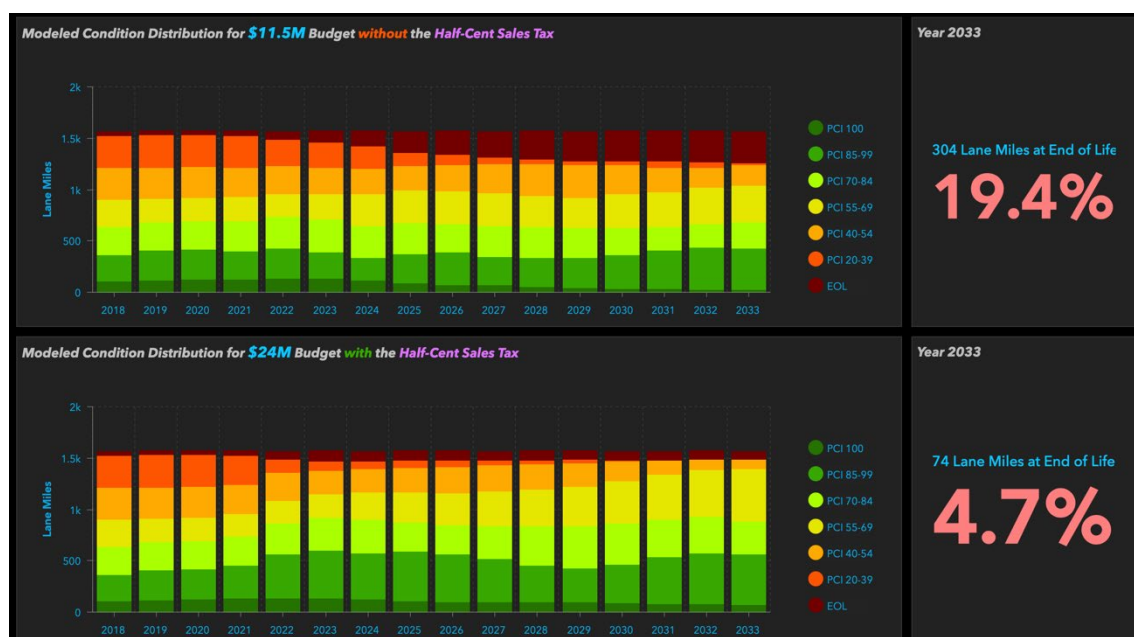 Modeled Condition Distribution for $11.5M Budget without the Half-Cent Sales Tax
2k
1.5k
1k
500
0
Lane Miles
2018 2019 2020 2021 2022 2023 2024 2025 2026 2027 2028 2029 2030 2031 2032 2033
PCI 100
PCI 85-99
PCI 70-84
PCI 55-69
PCI 40-54
PCI 20-39
EOL
Year 2033
304 Lane Miles at End of Life
19.4%
Modeled Condition Distribution for $24M Budget with the Half-Cent Sales Tax
2k
1.5k
1k
500
0
Lane Miles
2018 2019 2020 2021 2022 2023 2024 2025 2026 2027 2028 2029 2030 2031 2032 2033
PCI 100
PCI 85-99
PCI 70-84
PCI 55-69
PCI 40-54
PCI 20-39
EOL
Year 2033
74 Lane Miles at End of Life
4.7%